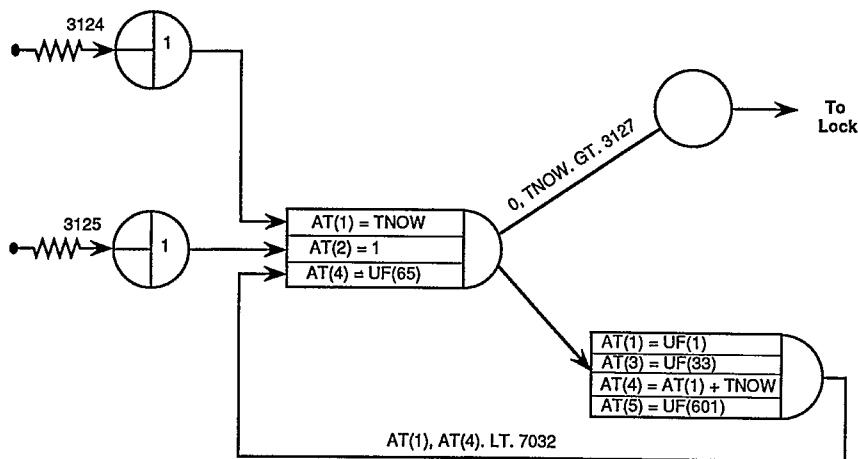 3124
1
To
Lock
0, TNOW. GT. 3127
3125
1
AT(1) = TNOW
AT(2) = 1
AT(4) = UF(65)
AT(1) = UF(1)
AT(3) = UF(33)
AT(4) = AT(1) + TNOW
AT(5) = UF(601)
AT(1), AT(4). LT. 7032